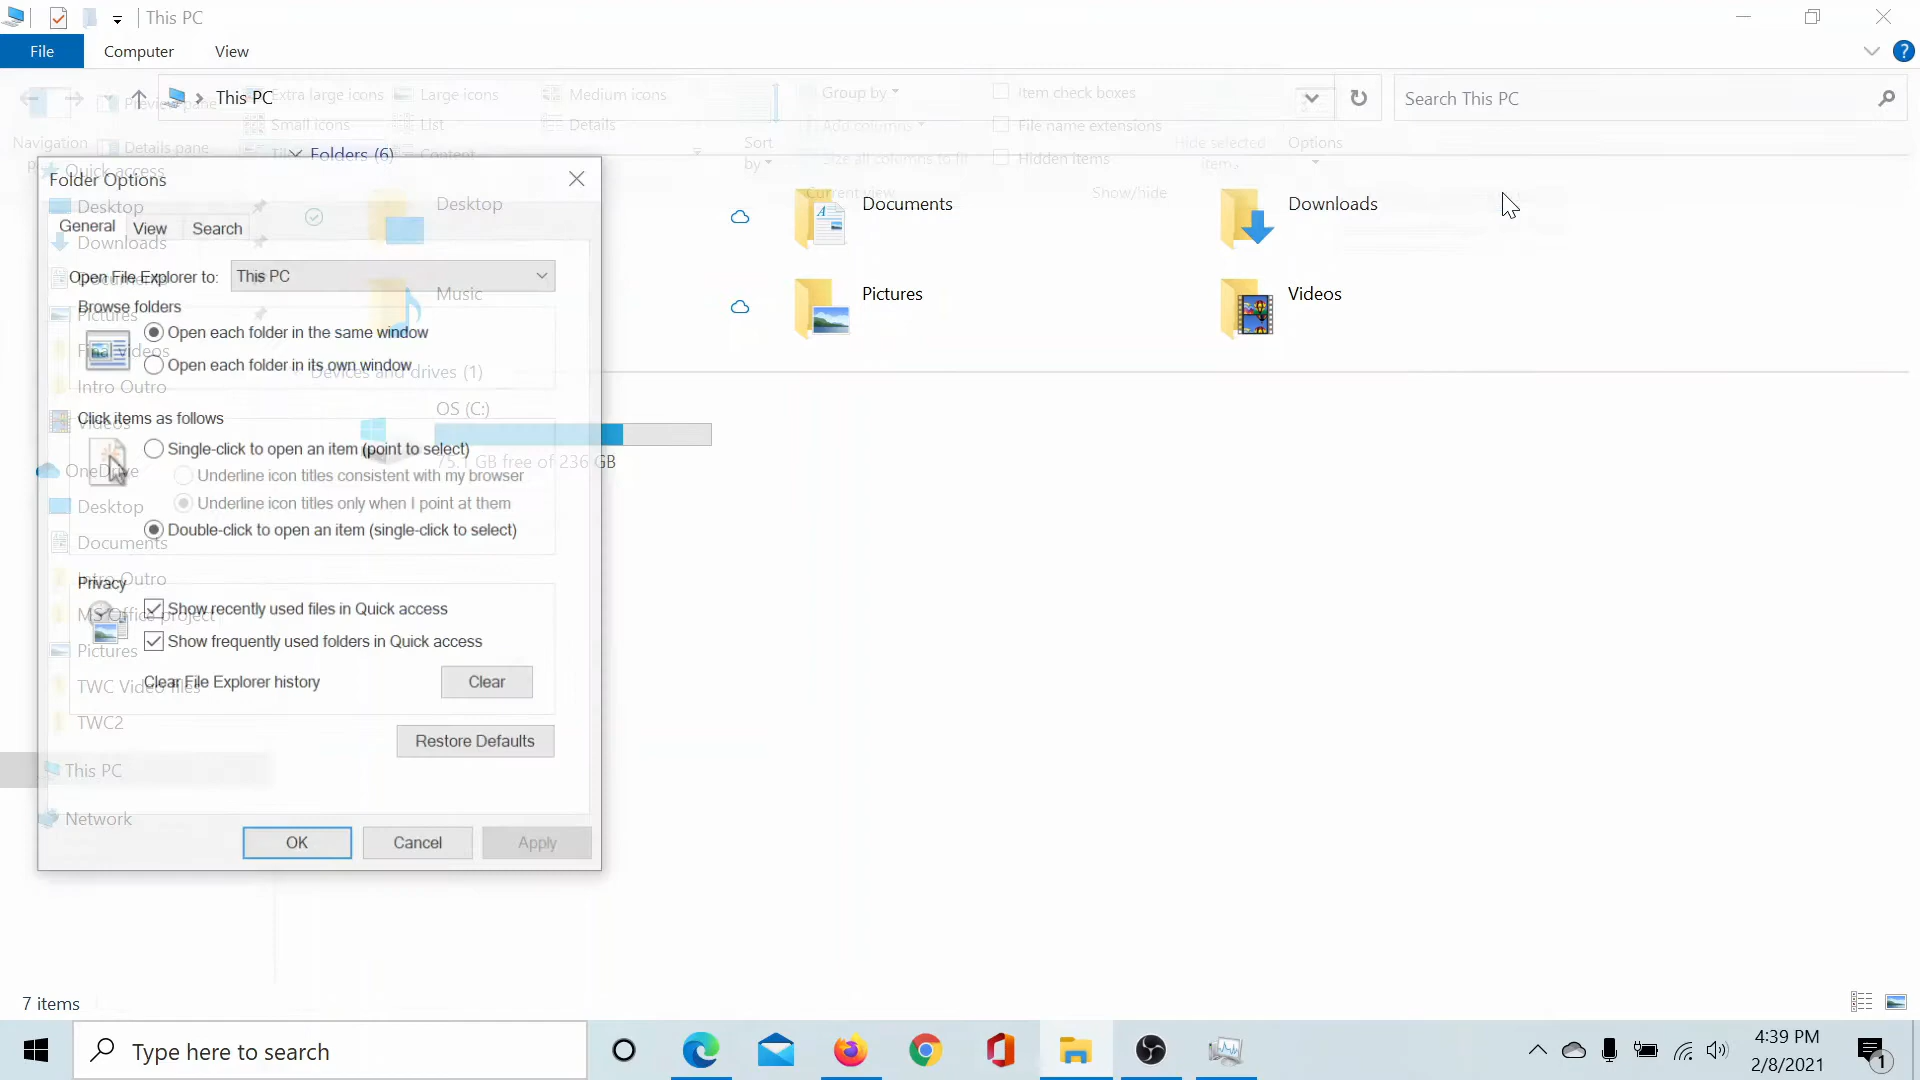 This PC
File Computer View
Preview pane Extra large icons Large icons Medium icons Group by Item check boxes
This PC Search This PC
Small icons List Details Add columns File name extensions
Navigation Details pane Content Sort by Size all columns to fit Hidden items Hide selected items Options
Folders (6)
Current view Show/hide
Quick access
Desktop
Downloads
Pictures
Final videos
Intro Outro
Videos
OneDrive
Desktop
Documents
Intro Outro
MS Office project
Pictures
TWC Video files
TWC2
This PC
Network
Folder Options
General View Search
Open File Explorer to: This PC
Browse folders
Open each folder in the same window
Open each folder in its own window
Click items as follows
Single-click to open an item (point to select)
Underline icon titles consistent with my browser
Underline icon titles only when I point at them
Double-click to open an item (single-click to select)
Privacy
Show recently used files in Quick access
Show frequently used folders in Quick access
Clear File Explorer history Clear
Restore Defaults
OK Cancel Apply
Desktop Documents Downloads
Music Pictures Videos
Devices and drives (1)
OS (C:)
75.1 GB free of 236 GB
7 items
Type here to search
4:39 PM
2/8/2021
1